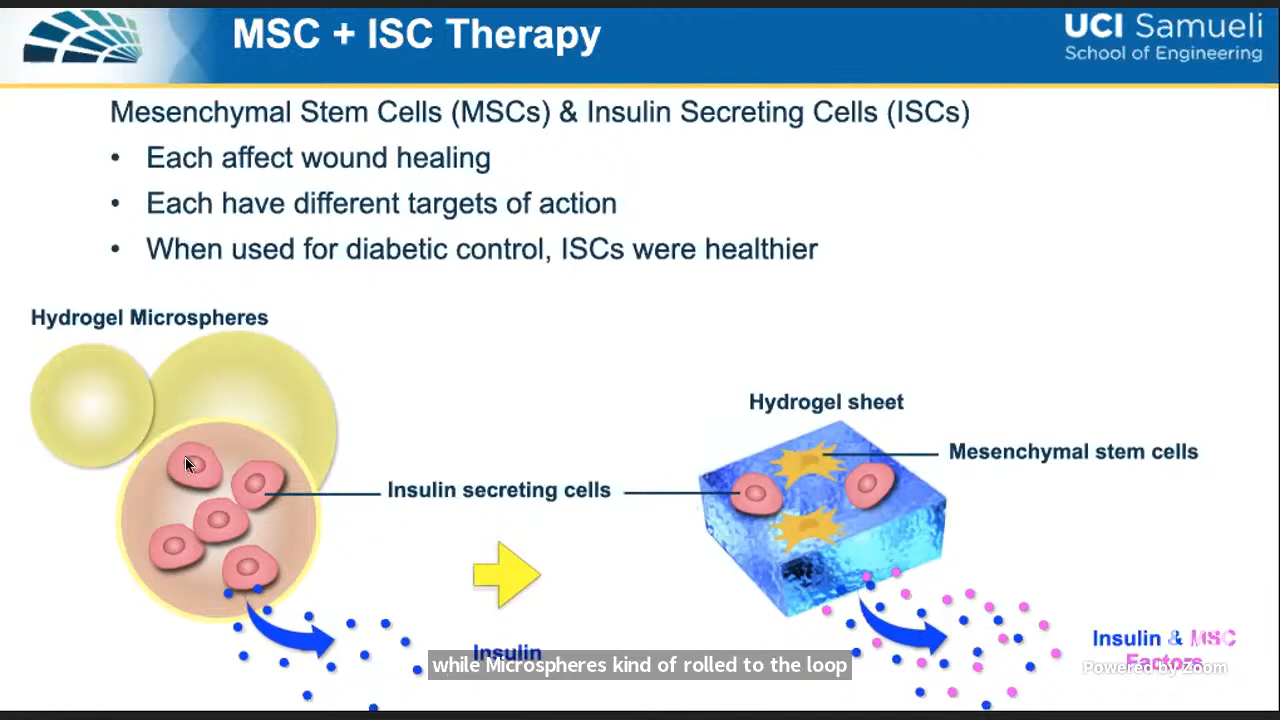 MSC + ISC Therapy
UCI Samueli
School of Engineering
Mesenchymal Stem Cells (MSCs) & Insulin Secreting Cells (ISCs)
• Each affect wound healing
• Each have different targets of action
• When used for diabetic control, ISCs were healthier
Hydrogel Microspheres
Hydrogel sheet
Mesenchymal stem cells
Insulin secreting cells
Insulin & MSC
Factors
Insulin
while Microspheres kind of rolled to the loop
Powered by Zoom